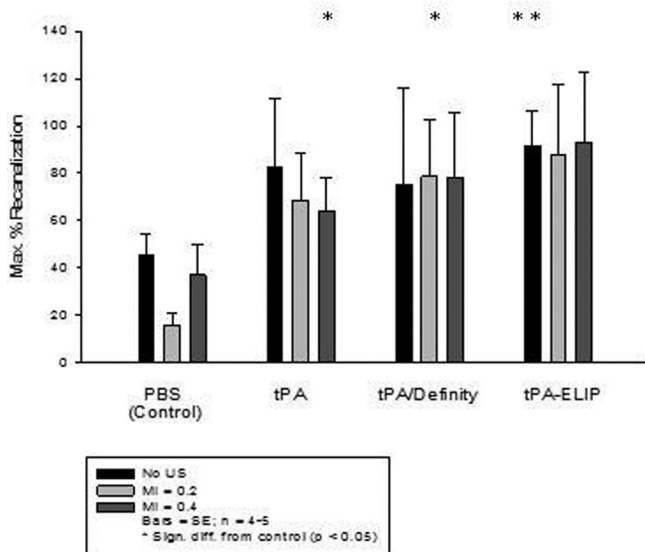 * * * *
140
120
100
80
60
40
20
0
Max. % Recanalization
PBS tPA tPA/Definity tPA-ELIP
(Control)
No US
MI = 0.2
MI = 0.4
Bars = SE; n = 4-5
* Sign. diff. from control (p < 0.05)